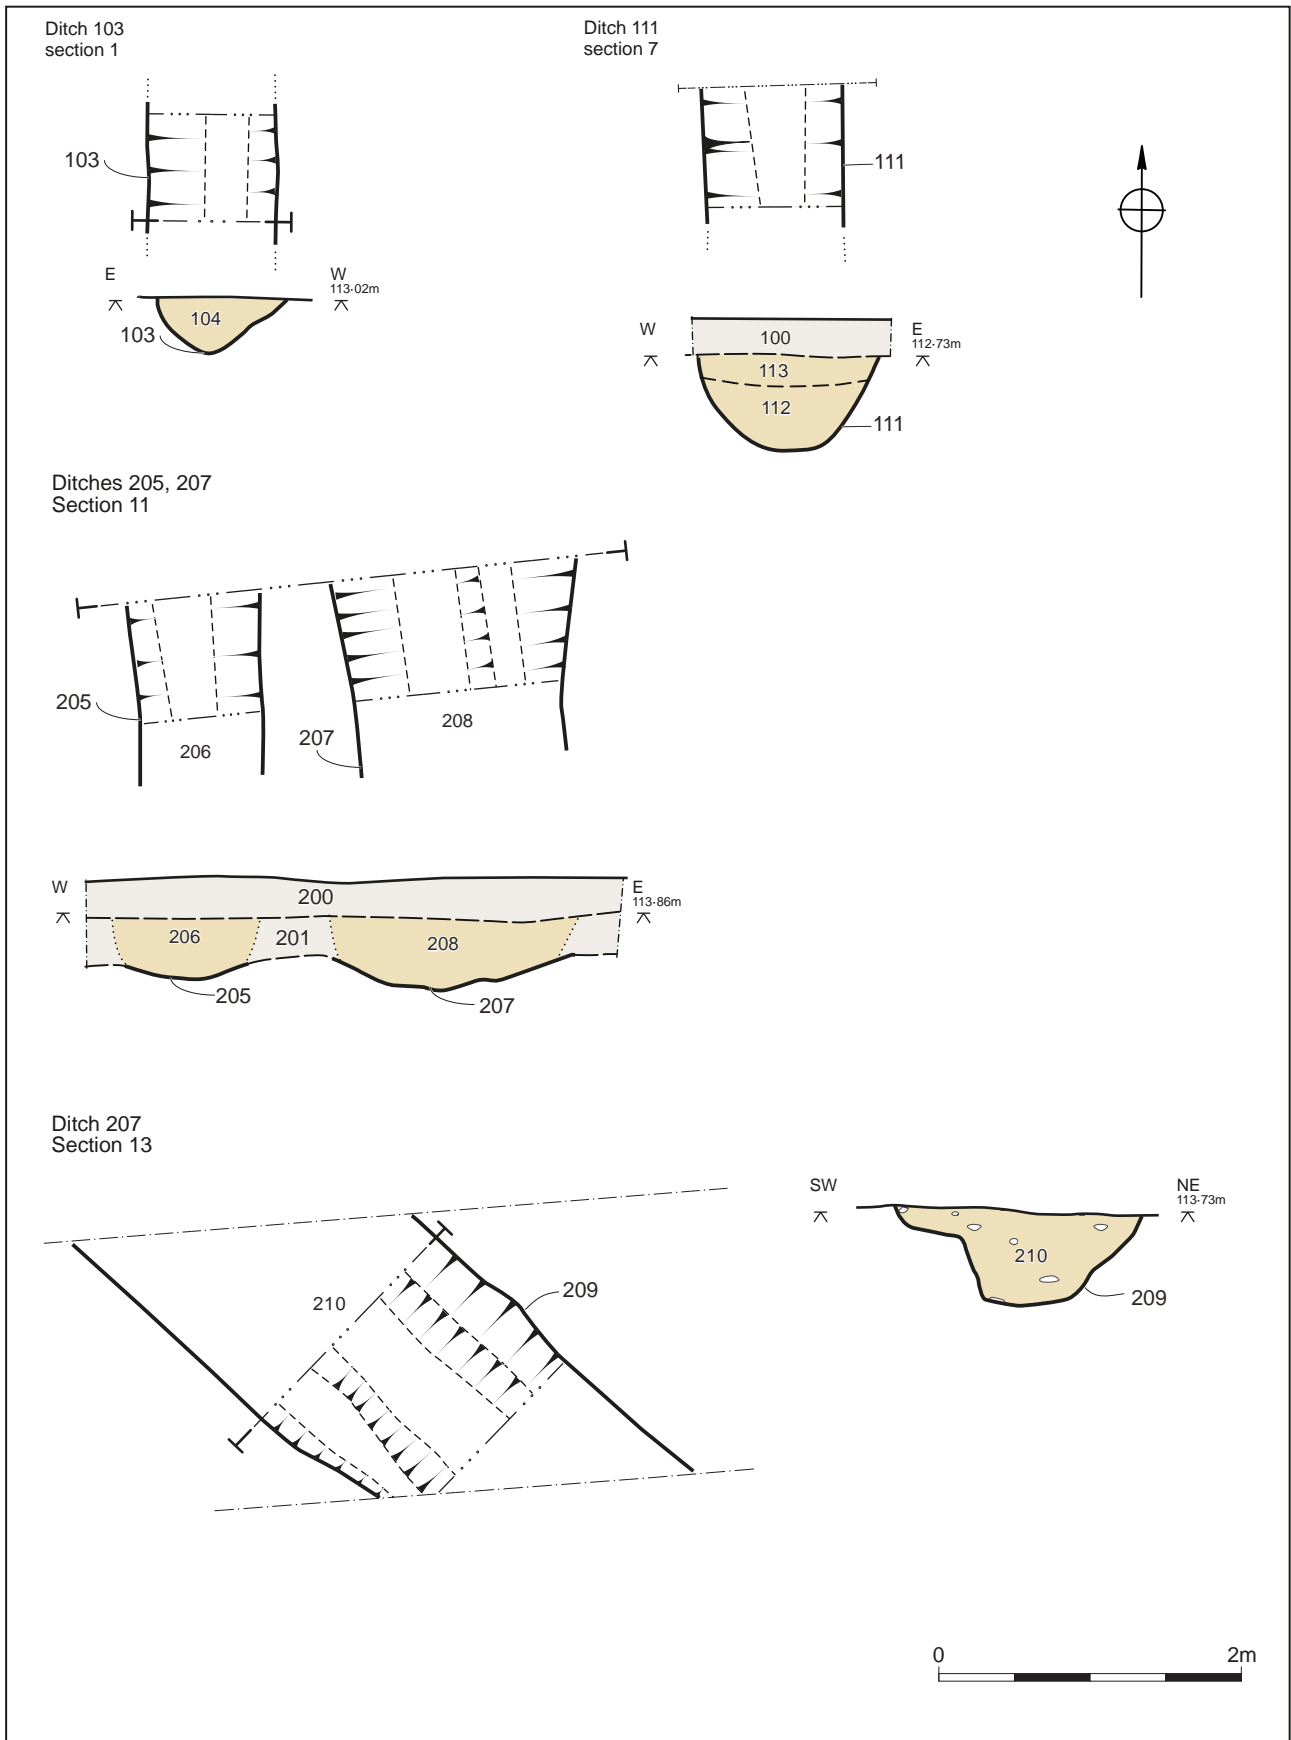 Ditch 103
section 1
103
E
W
113·02m
104
103
Ditch 111
section 7
111
W
E
112·73m
100
113
112
111
Ditches 205, 207
Section 11
205
206
207
208
W
E
113·86m
200
206
201
208
205
207
Ditch 207
Section 13
210
209
SW
NE
113·73m
210
209
0
2m